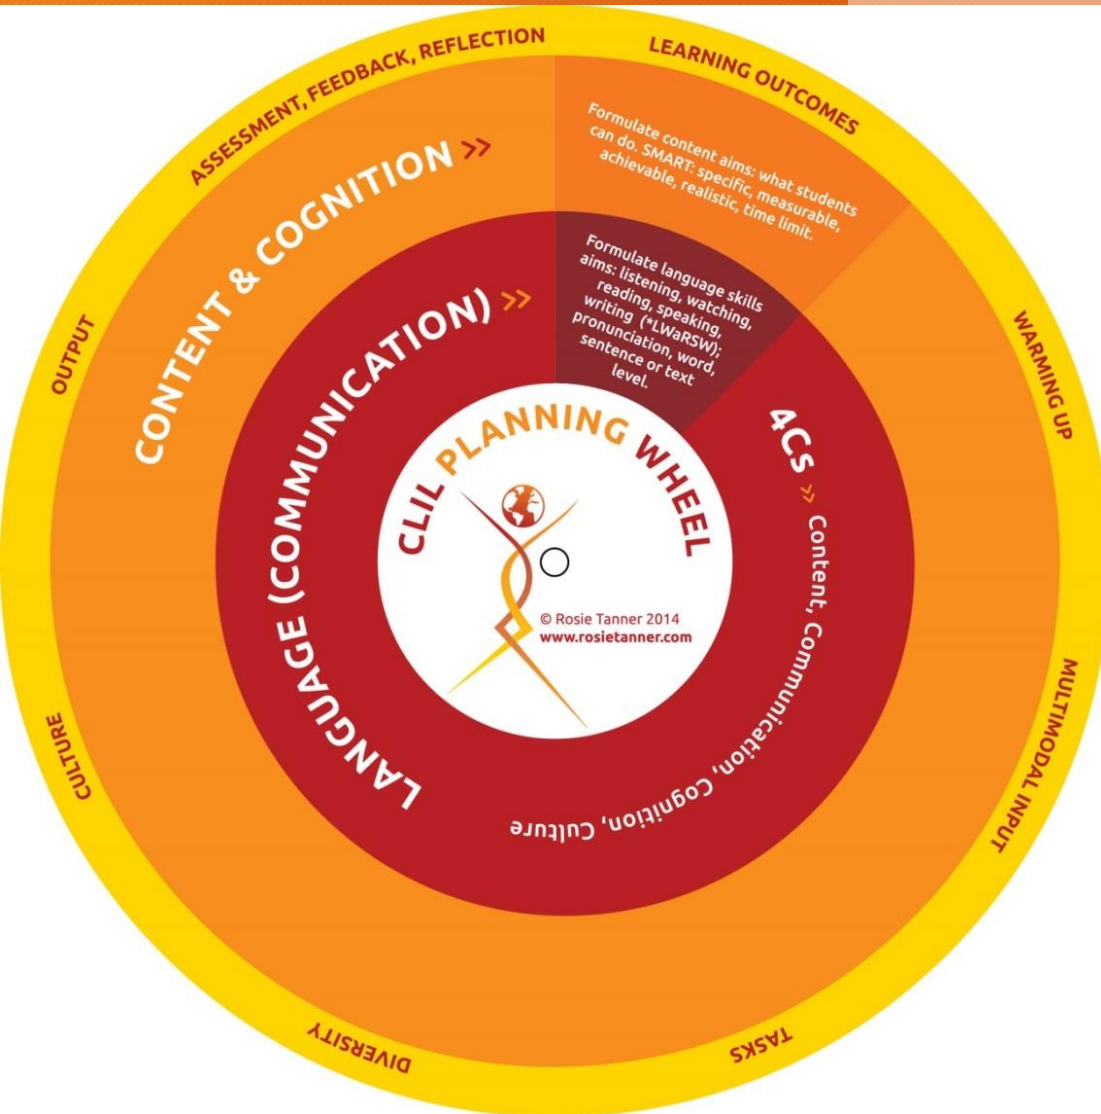 LEARNING OUTCOMES
WARMING UP
MULTIMODAL INPUT
TASKS
DIVERSITY
CULTURE
OUTPUT
ASSESSMENT, FEEDBACK, REFLECTION
CONTENT & COGNITION »
Formulate content aims: what students
can do. SMART: specific, measurable,
achievable, realistic, time limit.
LANGUAGE (COMMUNICATION) »
Formulate language skills
aims: listening, watching,
reading, speaking,
writing (*LWaRSW);
pronunciation, word,
sentence or text
level.
4Cs » Content, Communication, Cognition, Culture
CLIL PLANNING WHEEL
© Rosie Tanner 2014
www.rosietanner.com